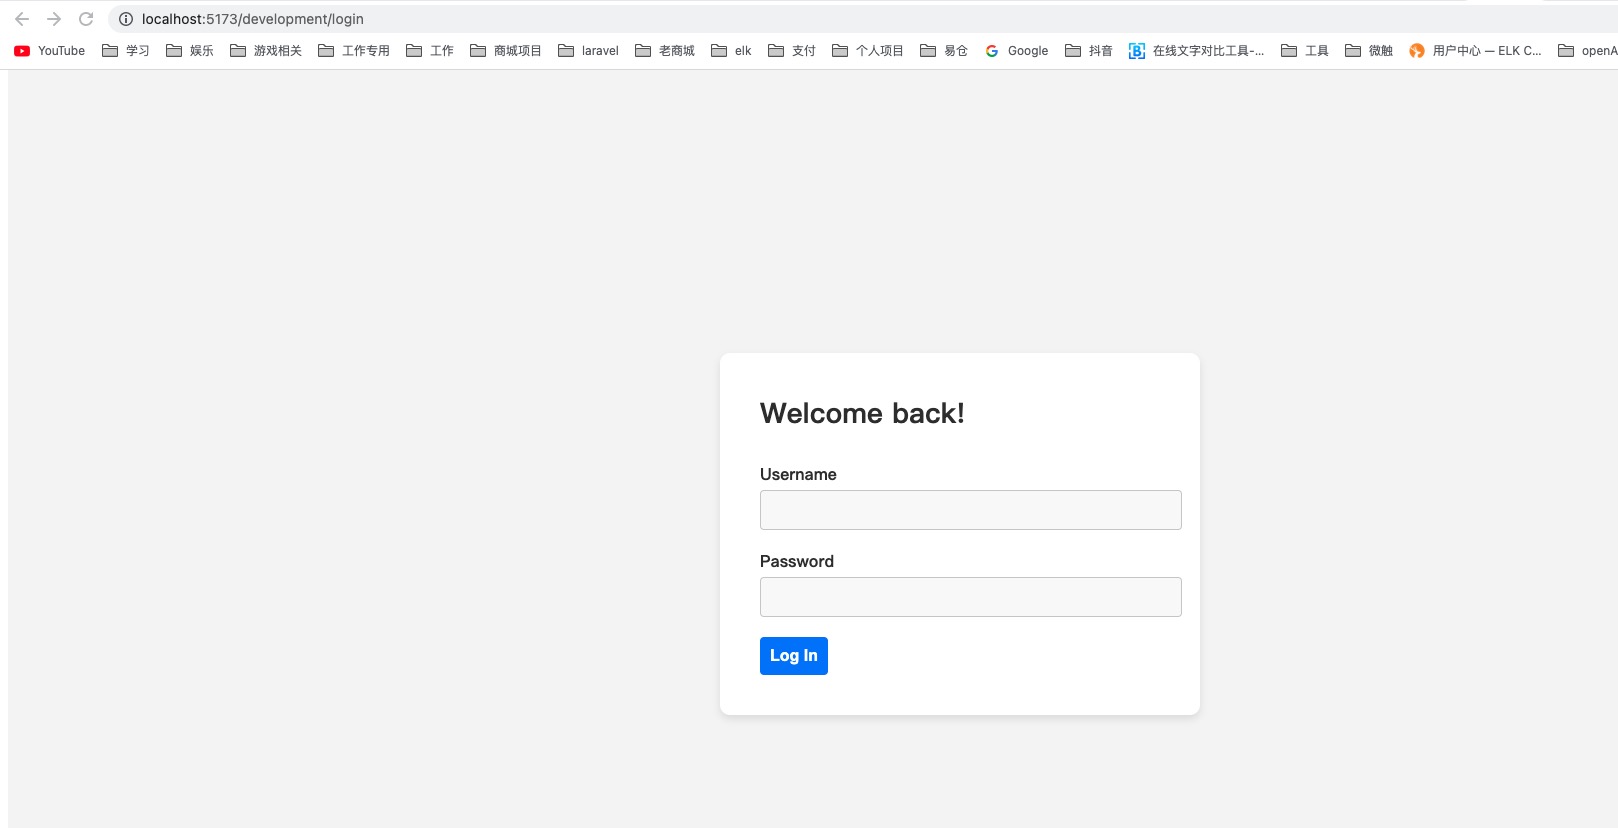 localhost:5173/development/login
YouTube 学习 娱乐 游戏相关 工作专用 工作 商城项目 laravel 老商城 elk 支付 个人项目 易仓 Google 抖音 在线文字对比工具-... 工具 微触 用户中心 — ELK C... openA
Welcome back!
Username
Password
Log In